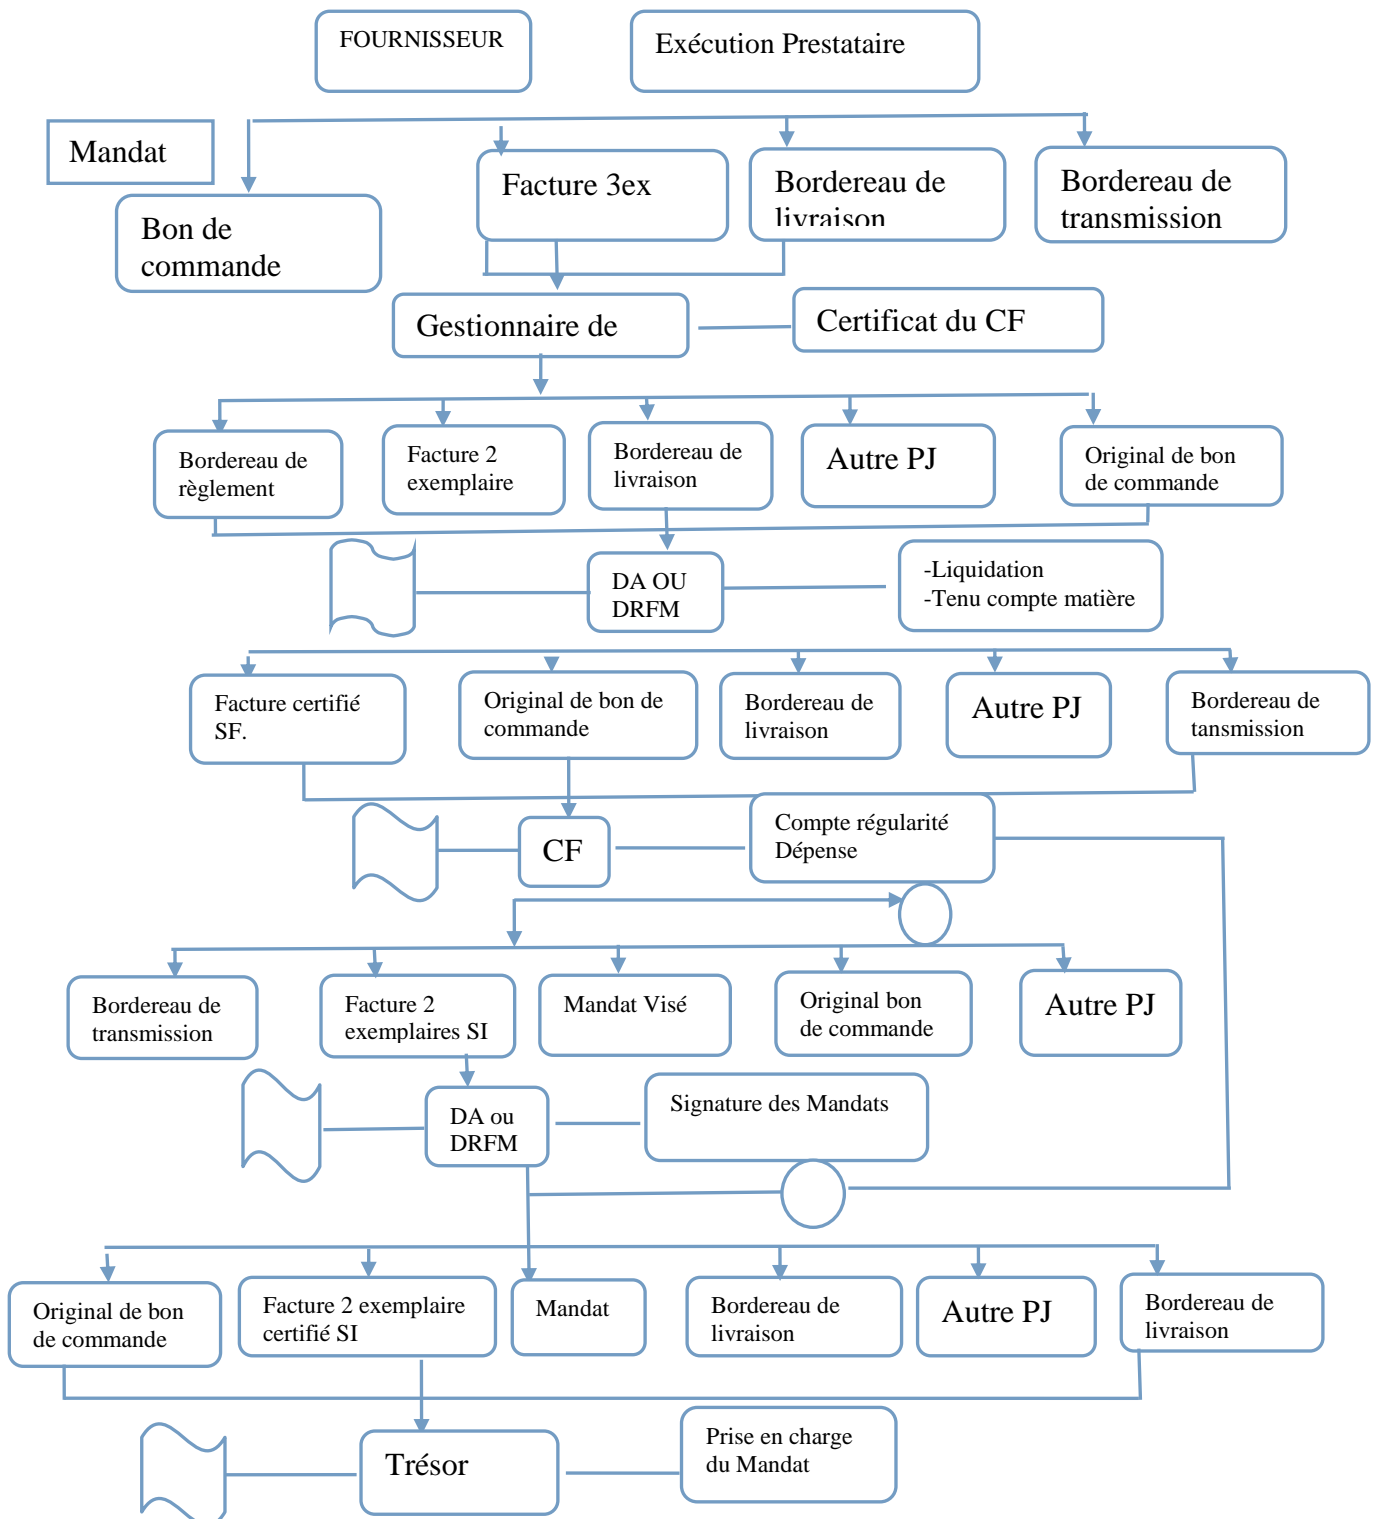 FOURNISSEUR
Exécution Prestataire
Mandat
Bon de
commande
Facture 3ex
Bordereau de
livraison
Bordereau de
transmission
Gestionnaire de
Certificat du CF
Bordereau de
règlement
Facture 2
exemplaire
Bordereau de
livraison
Autre PJ
Original de bon
de commande
DA OU
DRFM
-Liquidation
-Tenu compte matière
Facture certifié
SF.
Original de bon de
commande
Bordereau de
livraison
Autre PJ
Bordereau de
tansmission
CF
Compte régularité
Dépense
Bordereau de
transmission
Facture 2
exemplaires SI
Mandat Visé
Original bon
de commande
Autre PJ
DA ou
DRFM
Signature des Mandats
Original de bon
de commande
Facture 2 exemplaire
certifié SI
Mandat
Bordereau de
livraison
Autre PJ
Bordereau de
livraison
Trésor
Prise en charge
du Mandat